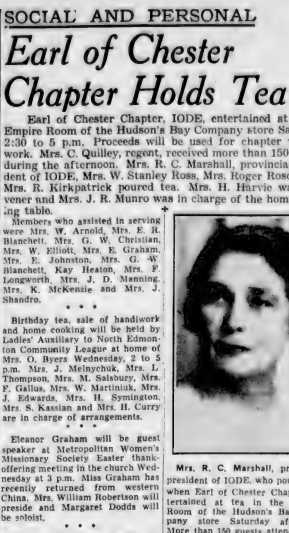 SOCIAL AND PERSONAL
Earl of Chester
Chapter Holds Tea
Earl of Chester Chapter, IODE, entertained at
Empire Room of the Hudson's Bay Company store Sa
2:30 to 5 p.m. Proceeds will be used for chapter
work. Mrs. C. Quilley, regent, received more than 150
during the afternoon. Mrs. R. C. Marshall, provincia
dent of IODE, Mrs. W. Stanley Ross, Mrs. Roger Ros
Mrs. R. Kirkpatrick poured tea. Mrs. H. Harvie wa
vener and Mrs. J. R. Munro was in charge of the hom
ing table.
Members who assisted in serving
were Mrs. W. Arnold, Mrs. E. R.
Blanchett, Mrs. G. W. Christian,
Mrs. W. Elliott, Mrs. E. Graham,
Mrs. E. Johnston, Mrs. G. W
Blanchett, Kay Heaton, Mrs. F.
Longworth, Mrs. J. D. Manning,
Mrs. K. McKenzie and Mrs. J.
Shandro.
* * *
Birthday tea, sale of handiwork
and home cooking will be held by
Ladies' Auxiliary to North Edmon-
ton Community League at home of
Mrs. O. Byers Wednesday, 2 to 5
p.m. Mrs. J. Melnychuk, Mrs. L
Thompson, Mrs. M. Salsbury, Mrs.
F. Gallus, Mrs. W. Martiniuk, Mrs.
J. Edwards, Mrs. H. Symington,
Mrs. S. Kassian and Mrs. H. Curry
are in charge of arrangements.
* * *
Eleanor Graham will be guest
speaker at Metropolitan Women's
Missionary Society Easter thank-
offering meeting in the church Wed-
nesday at 3 p.m. Miss Graham has
recently returned from western
China. Mrs. William Robertson will
preside and Margaret Dodds will
be soloist.
* * *
Mrs. R. C. Marshall, pr
president of IODE, who po
when Earl of Chester Cha
tertained at tea in the
Room of the Hudson's Ba
pany store Saturday af
More than 150 guests atten